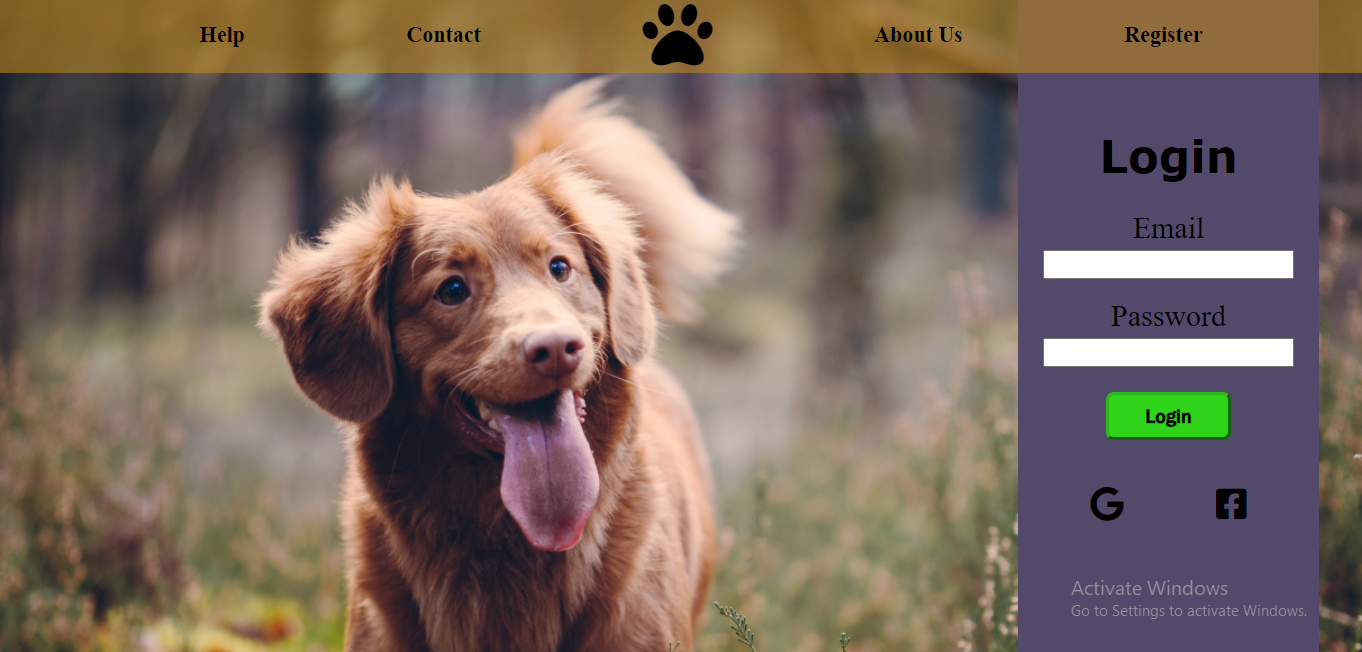 Help
Contact
About Us
Register
Login
Email
Password
Login
Activate Windows
Go to Settings to activate Windows.